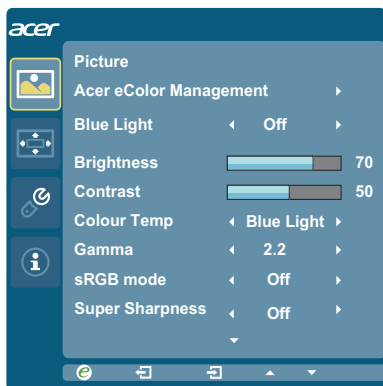 acer
Picture
Acer eColor Management
Blue Light Off
Brightness 70
Contrast 50
Colour Temp Blue Light
Gamma 2.2
sRGB mode Off
Super Sharpness Off
e